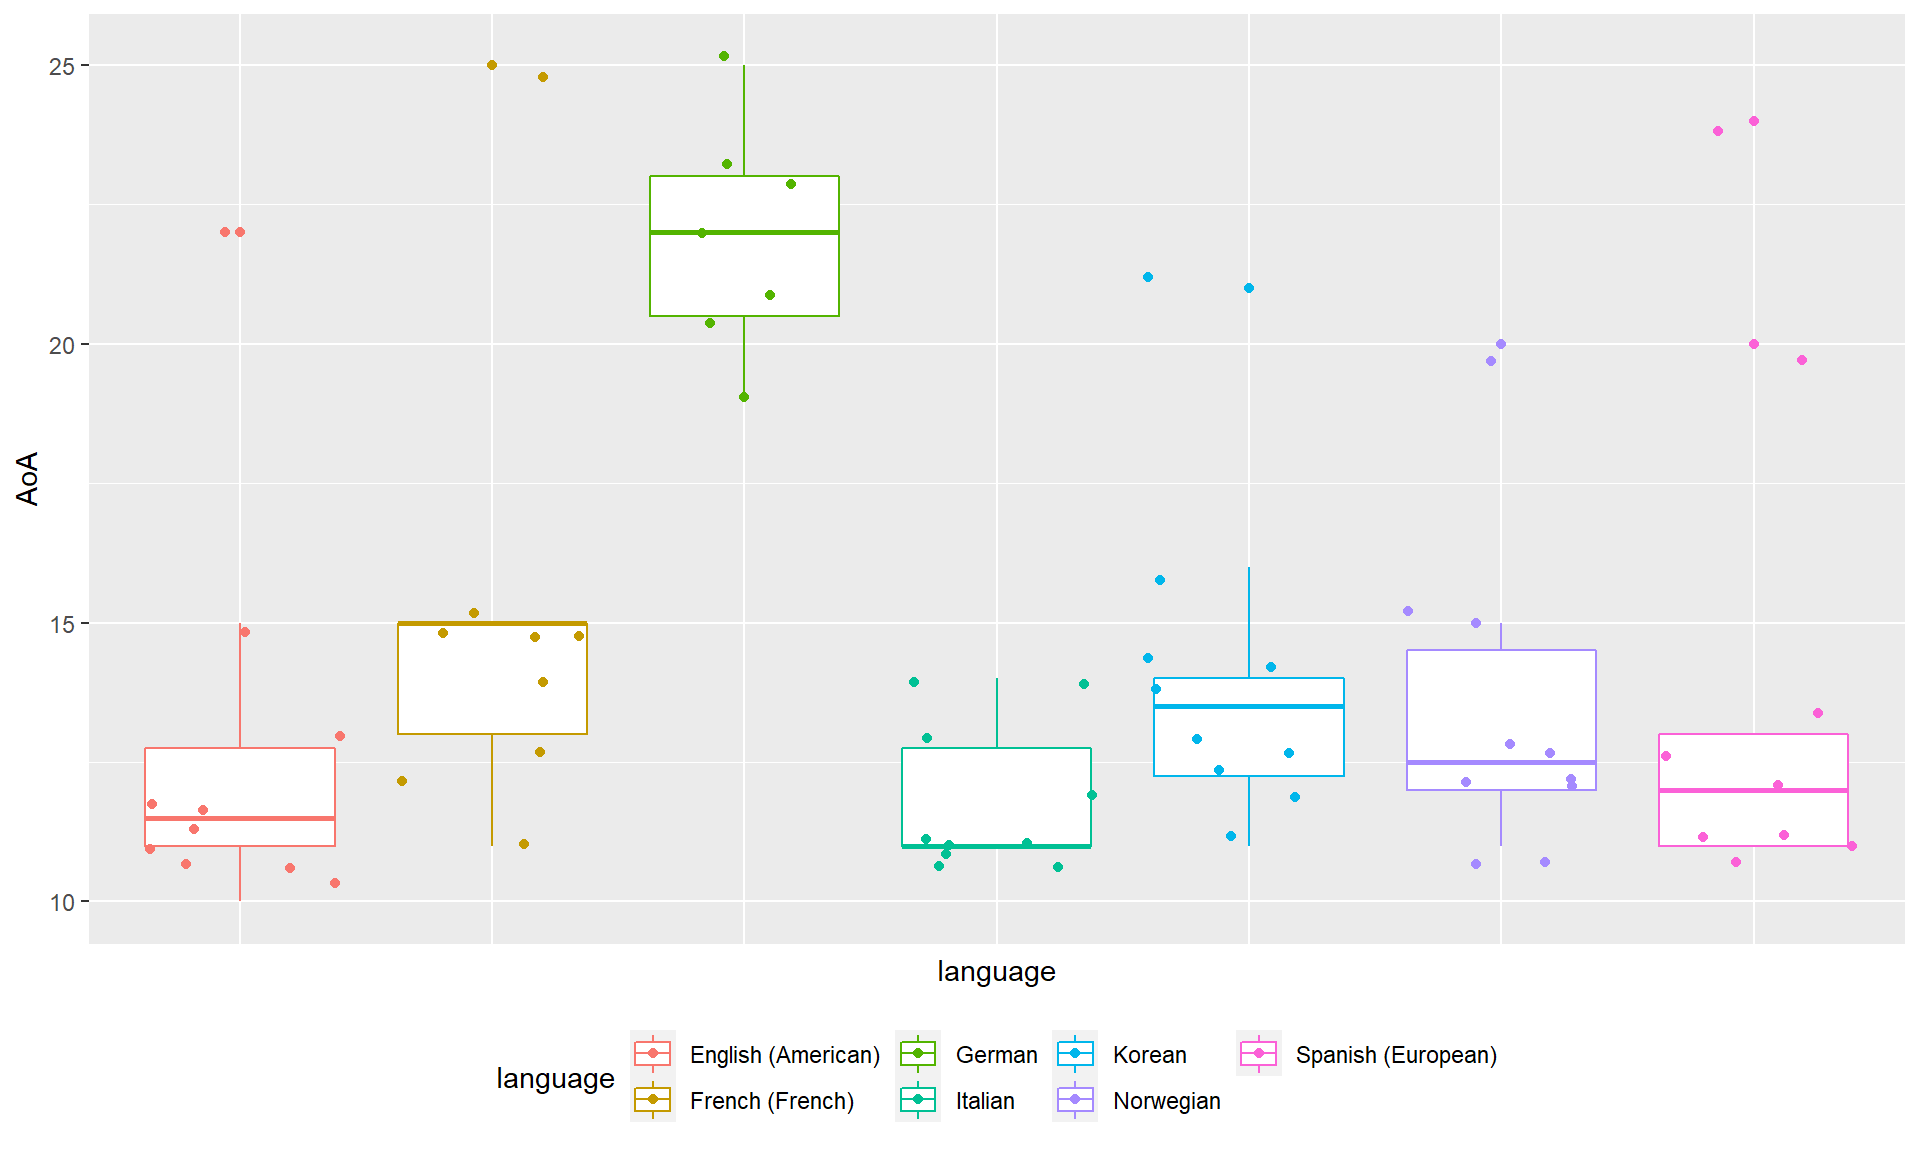 25
20
15
10
AoA
language
language
English (American)
German
Korean
Spanish (European)
French (French)
Italian
Norwegian